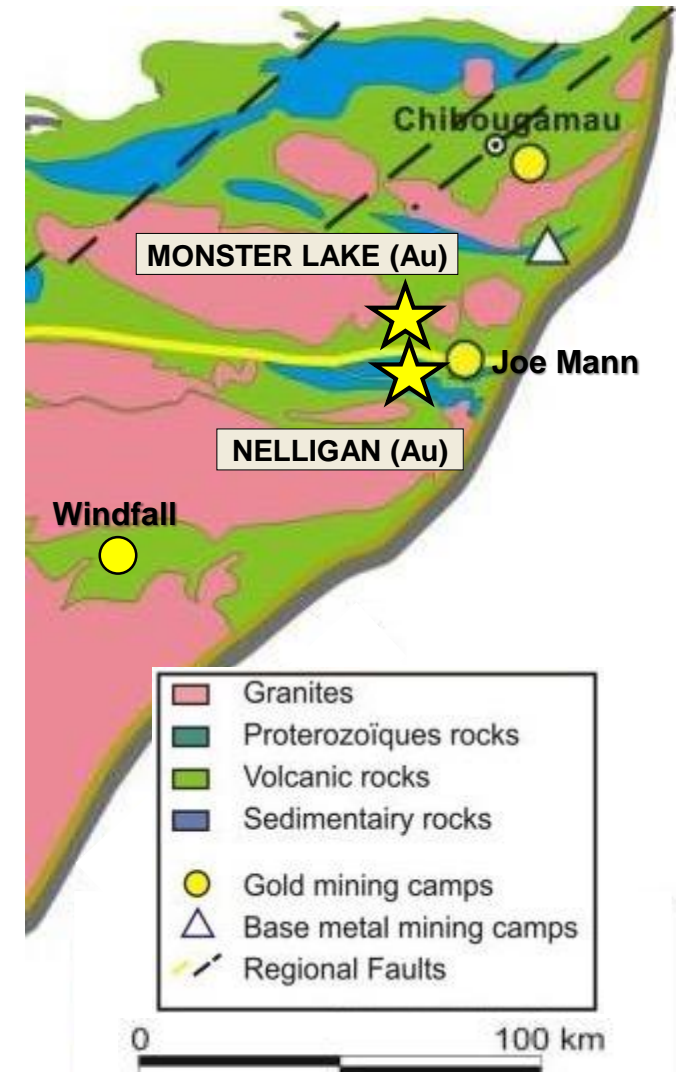 Chibougamau
MONSTER LAKE (Au)
Joe Mann
NELLIGAN (Au)
Windfall
Granites
Proterozoïques rocks
Volcanic rocks
Sedimentairy rocks
Gold mining camps
Base metal mining camps
Regional Faults
0 100 km